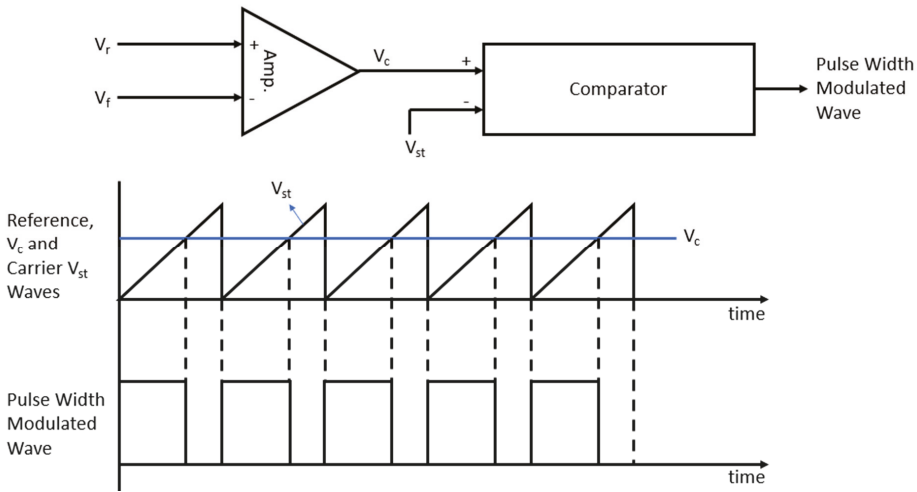 Vr
Vf
+
-
Amp.
Vc
+
-
Vst
Comparator
Pulse Width
Modulated
Wave
Reference,
Vc and
Carrier Vst
Waves
Vst
Vc
time
Pulse Width
Modulated
Wave
time